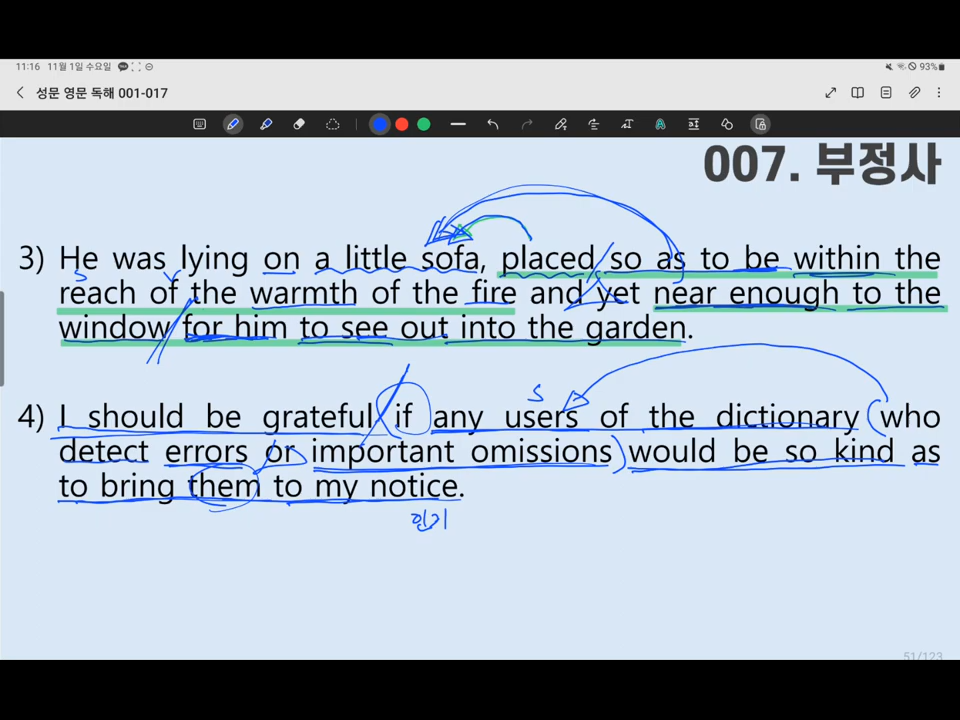 11:16 11월 1일 수요일
93%
성문 영문 독해 001-017
007. 부정사
3) He was lying on a little sofa, placed so as to be within the
S V
reach of the warmth of the fire and yet near enough to the
window for him to see out into the garden.
S
4) I should be grateful if any users of the dictionary who
detect errors or important omissions would be so kind as
to bring them to my notice.
인기
51/123